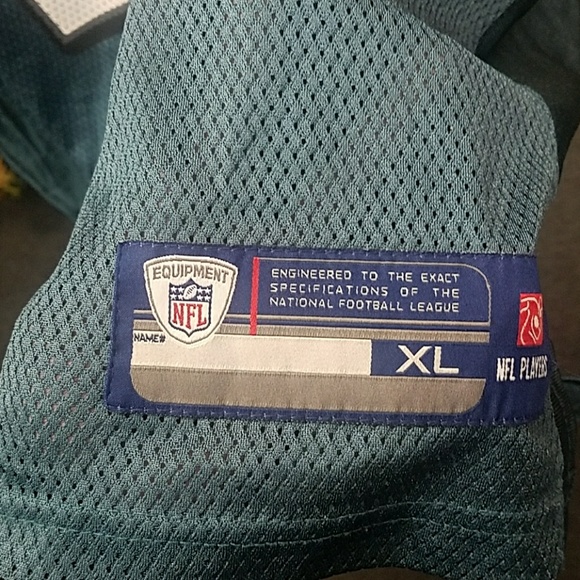 EQUIPMENT
NFL
ENGINEERED TO THE EXACT
SPECIFICATIONS OF THE
NATIONAL FOOTBALL LEAGUE
NAME#
XL
NFL PLAYERS